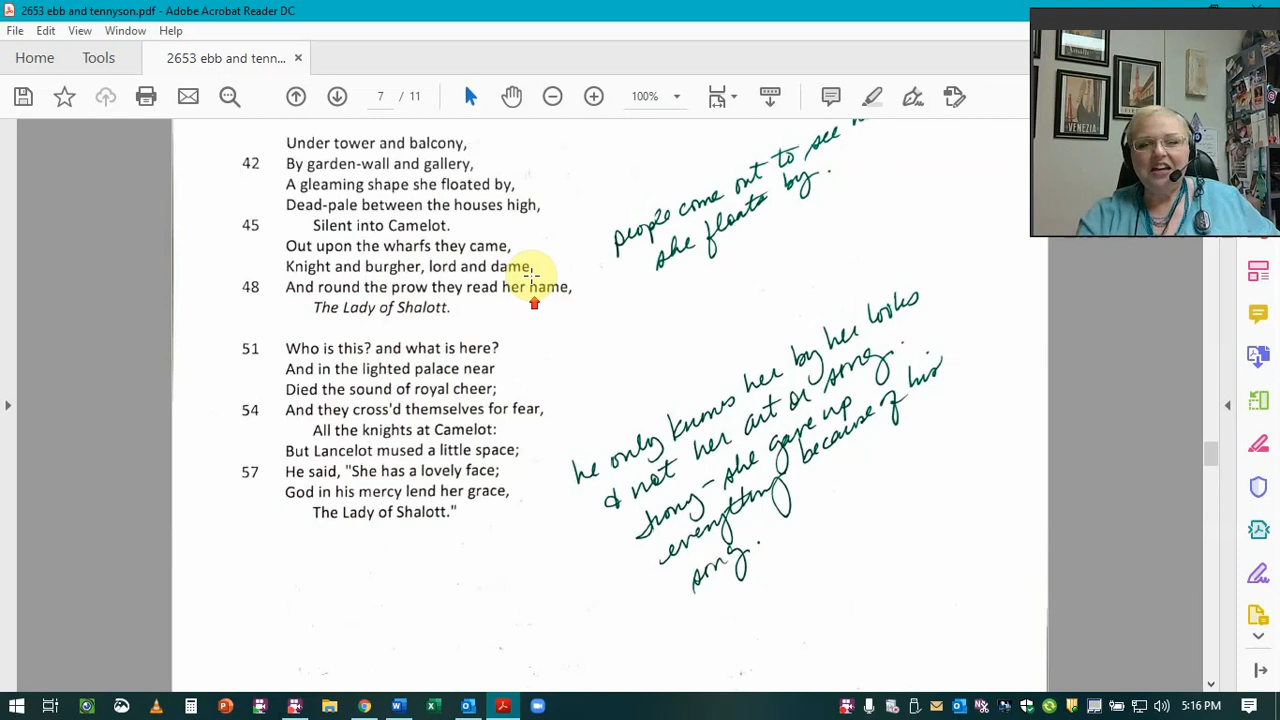 2653 ebb and tennyson.pdf - Adobe Acrobat Reader DC
File Edit View Window Help
Home Tools 2653 ebb and tenn... ×
7 / 11 100%
VENEZIA
Under tower and balcony,
42 By garden-wall and gallery,
A gleaming shape she floated by,
Dead-pale between the houses high,
45 Silent into Camelot.
Out upon the wharfs they came,
Knight and burgher, lord and dame,
48 And round the prow they read her name,
The Lady of Shalott.
people come out to see
she floats by.
51 Who is this? and what is here?
And in the lighted palace near
Died the sound of royal cheer;
54 And they cross'd themselves for fear,
All the knights at Camelot:
But Lancelot mused a little space;
57 He said, "She has a lovely face;
God in his mercy lend her grace,
The Lady of Shalott."
he only knows her by her looks
& not her art or song.
irony - she gave up
everything because of his
song.
5:16 PM